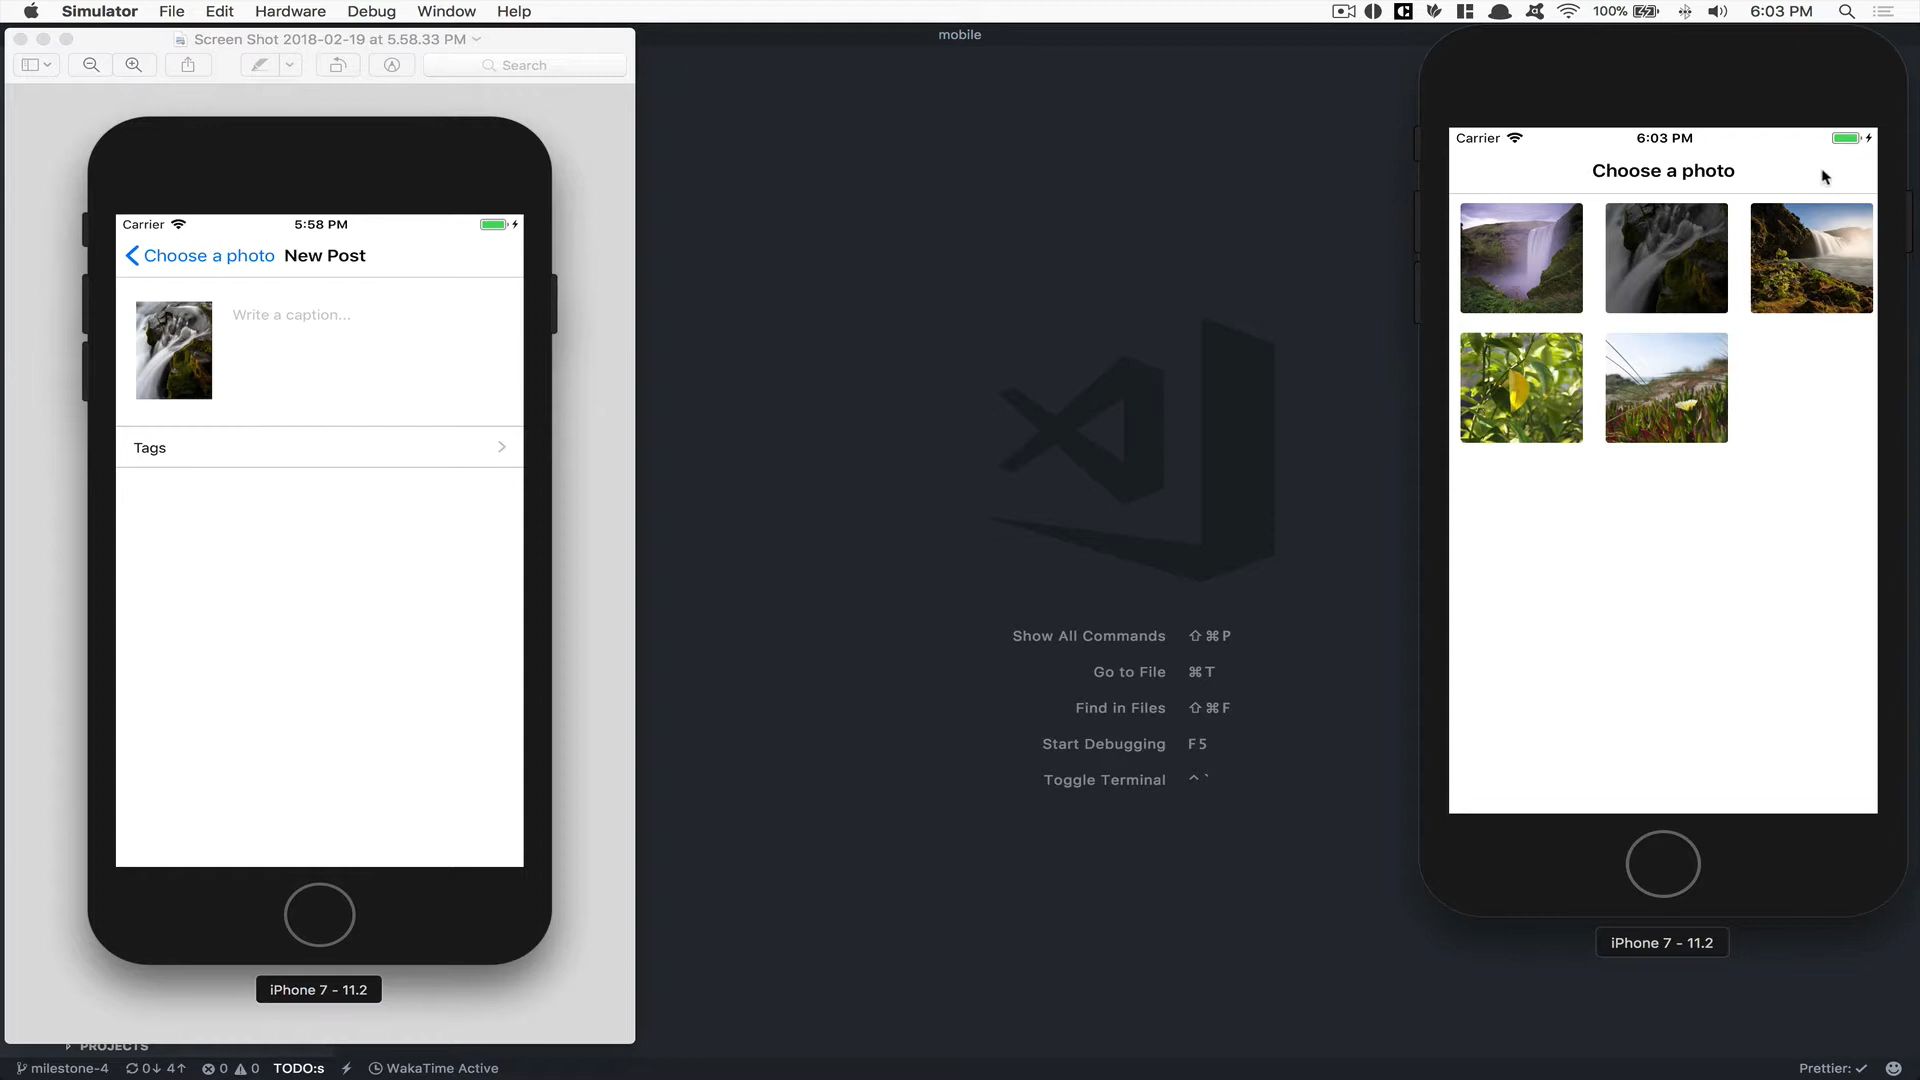 Simulator File Edit Hardware Debug Window Help
100% 6:03 PM
Screen Shot 2018-02-19 at 5.58.33 PM
mobile
Search
Carrier 5:58 PM
Choose a photo New Post
Write a caption...
Tags
iPhone 7 - 11.2
Show All Commands ⇧⌘P
Go to File ⌘T
Find in Files ⇧⌘F
Start Debugging F5
Toggle Terminal ^`
Carrier 6:03 PM
Choose a photo
iPhone 7 - 11.2
PROJECTS
milestone-4 0↓ 4↑ 0 0 TODO:s WakaTime Active
Prettier: ✓